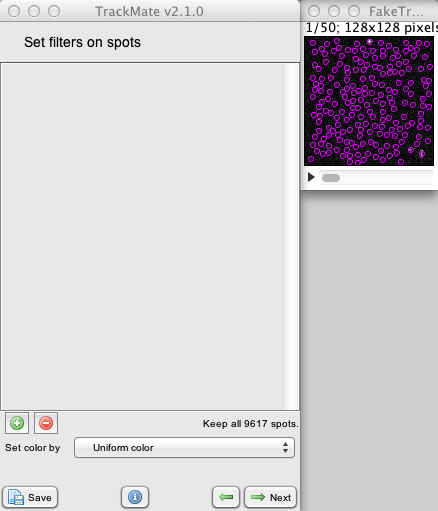 TrackMate v2.1.0
FakeTr...
1/50; 128x128 pixels
Set filters on spots
Keep all 9617 spots.
Set color by
Uniform color
Save
Next